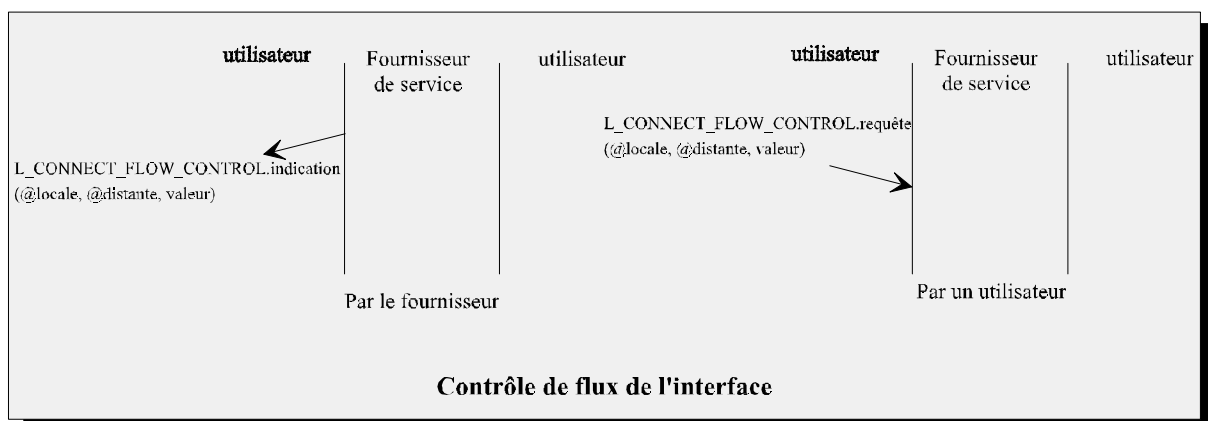 utilisateur
Fournisseur
de service
utilisateur
L_CONNECT_FLOW_CONTROL.indication
(@locale, @distante, valeur)
Par le fournisseur
utilisateur
Fournisseur
de service
utilisateur
L_CONNECT_FLOW_CONTROL.requête
(@locale, @distante, valeur)
Par un utilisateur
Contrôle de flux de l'interface